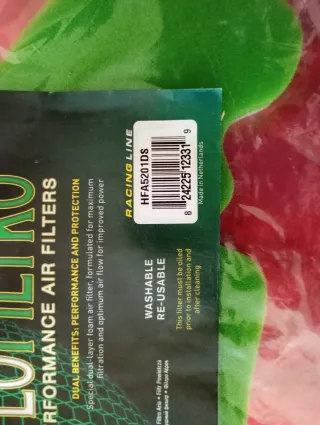 RFORMANCE AIR FILTERS
DUAL BENEFITS: PERFORMANCE AND PROTECTION
Special dual-layer foam air filter, formulated for maximum
filtration and optimum air flow for improved power
RACING LINE
HFA5201DS
8 24225 12331 9
Made in Netherlands
WASHABLE
RE-USABLE
This filter must be oiled
prior to installation and
after cleaning